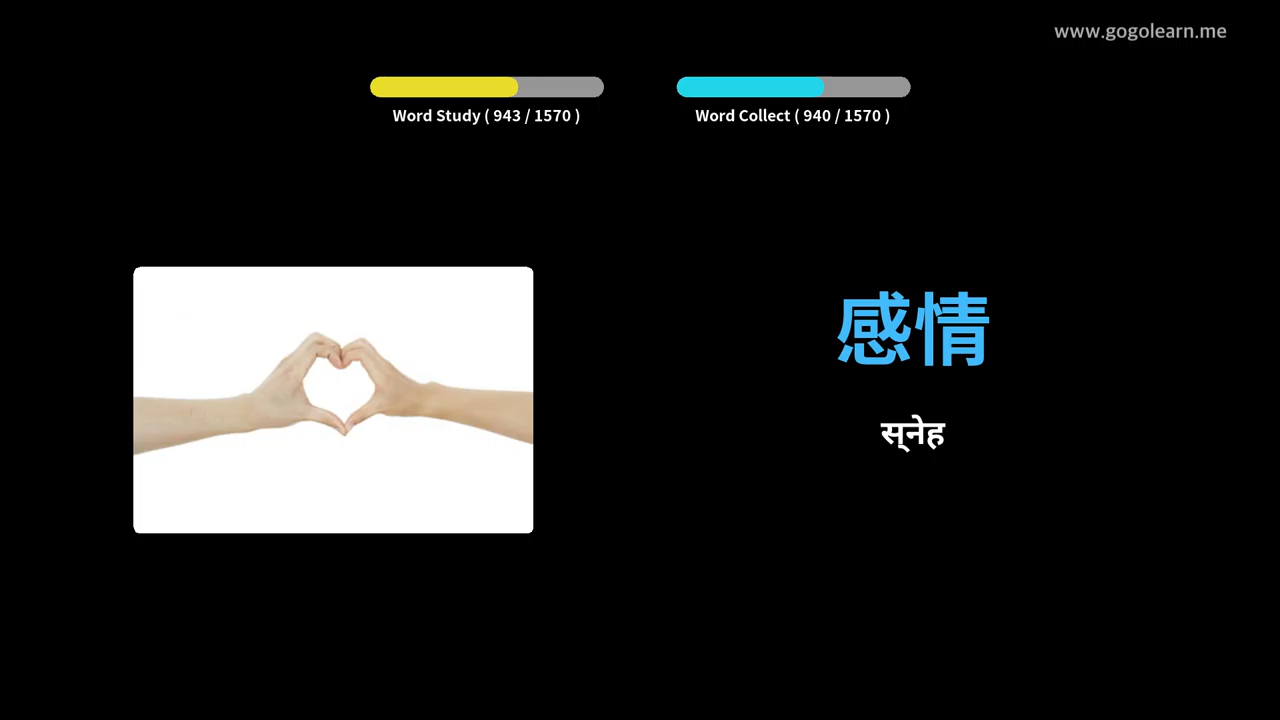 www.gogolearn.me
Word Study ( 943 / 1570 )
Word Collect ( 940 / 1570 )
感情
स्नेह